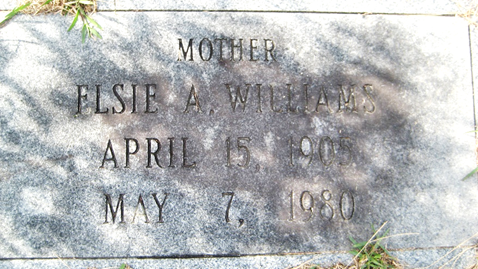 MOTHER
ELSIE A. WILLIAMS
APRIL 15, 1905
MAY 7, 1980